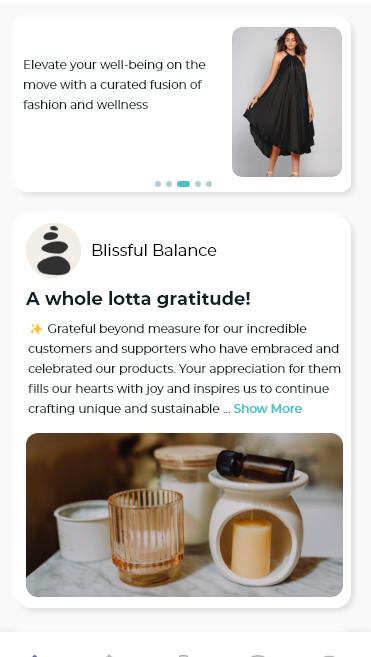 Elevate your well-being on the
move with a curated fusion of
fashion and wellness
Blissful Balance
A whole lotta gratitude!
✨ Grateful beyond measure for our incredible
customers and supporters who have embraced and
celebrated our products. Your appreciation for them
fills our hearts with joy and inspires us to continue
crafting unique and sustainable ... Show More